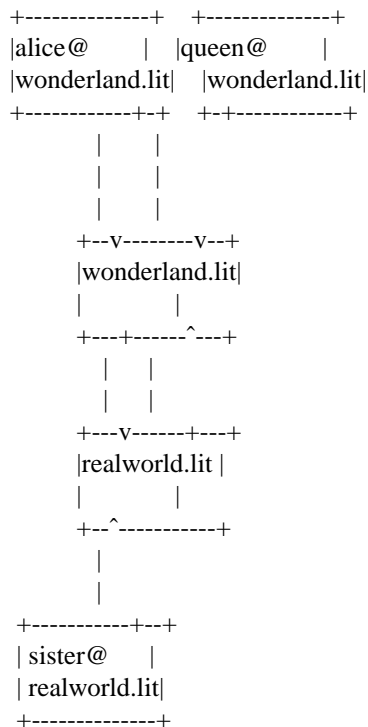 +--------------+    +---------------+
|alice@         |   |queen@         |
|wonderland.lit|   |wonderland.lit|
+------------+-+   +-+------------+
|         |
|         |
|         |
+--v--------v--+
|wonderland.lit|
|              |
+---+------^---+
|      |
|      |
+---v------+---+
|realworld.lit |
|              |
+--^-----------+
|
|
+-----------+--+
| sister@      |
| realworld.lit|
+--------------+